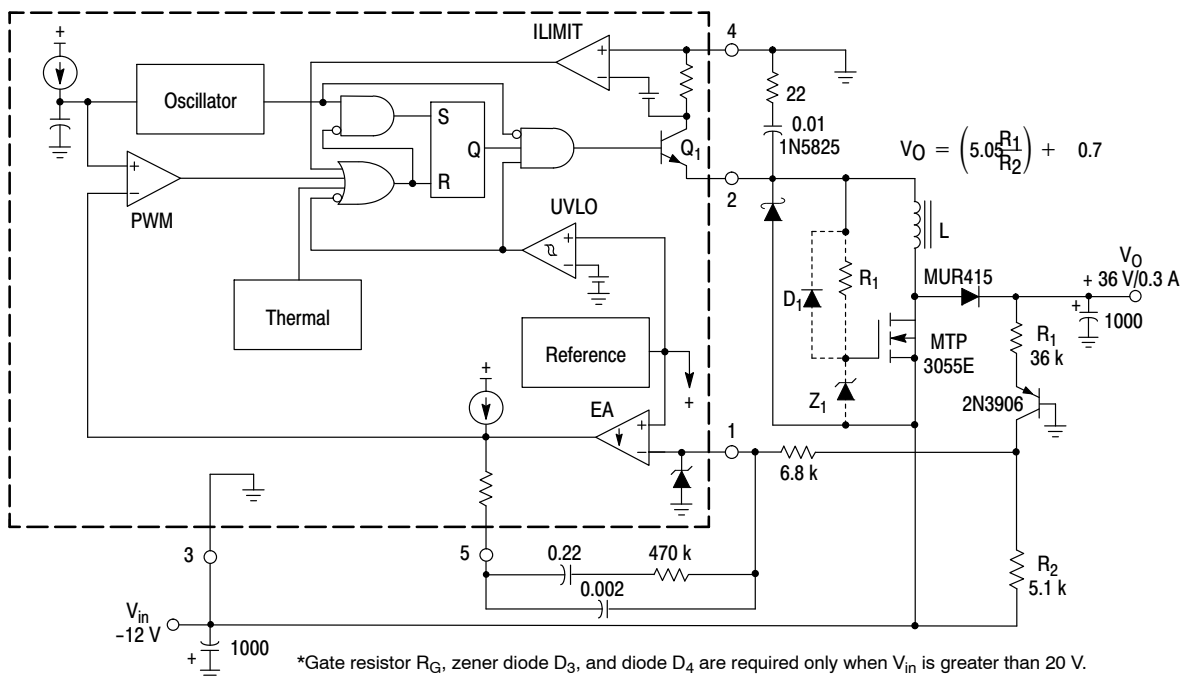 +
ILIMIT
+
−
4
Oscillator
22
0.01
1N5825
S
Q
R
Q1
VO = (5.05 R1/R2) + 0.7
+
−
PWM
2
UVLO
+
−
L
Thermal
D1
R1
MUR415
VO
+ 36 V/0.3 A
+
1000
Reference
+
MTP
3055E
R1
36 k
+
Z1
2N3906
EA
+
−
1
6.8 k
3
5
0.22
470 k
0.002
R2
5.1 k
Vin
−12 V
+
1000
*Gate resistor RG, zener diode D3, and diode D4 are required only when Vin is greater than 20 V.